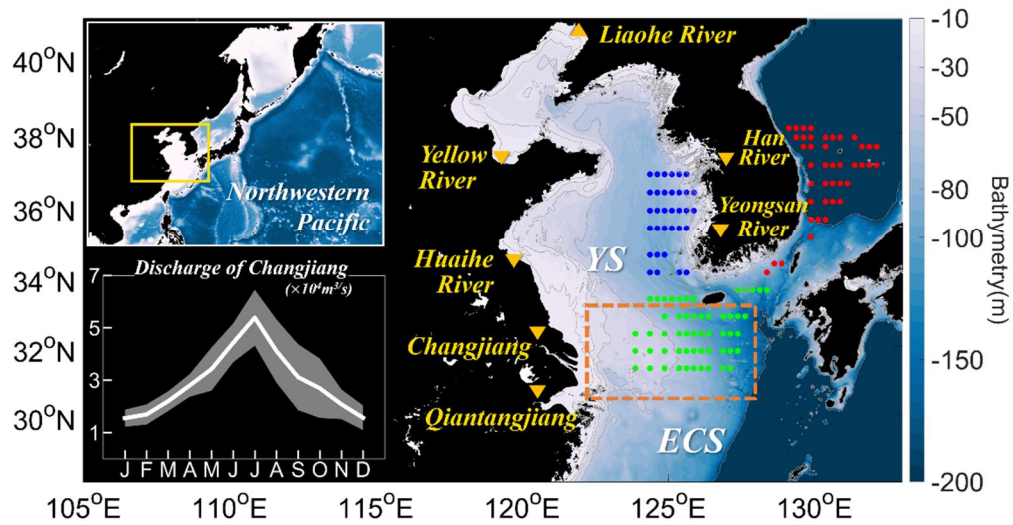 40°N
38°N
36°N
34°N
32°N
30°N
105°E
110°E
115°E
120°E
125°E
130°E
Northwestern
Pacific
Discharge of Changjiang
(×10⁴m³/s)
7
5
3
1
J F M A M J J A S O N D
Liaohe River
Yellow
River
Han
River
Yeongsan
River
Huaihe
River
YS
Changjiang
Qiantangjiang
ECS
-10
-30
-50
-80
-100
-150
-200
Bathymetry(m)